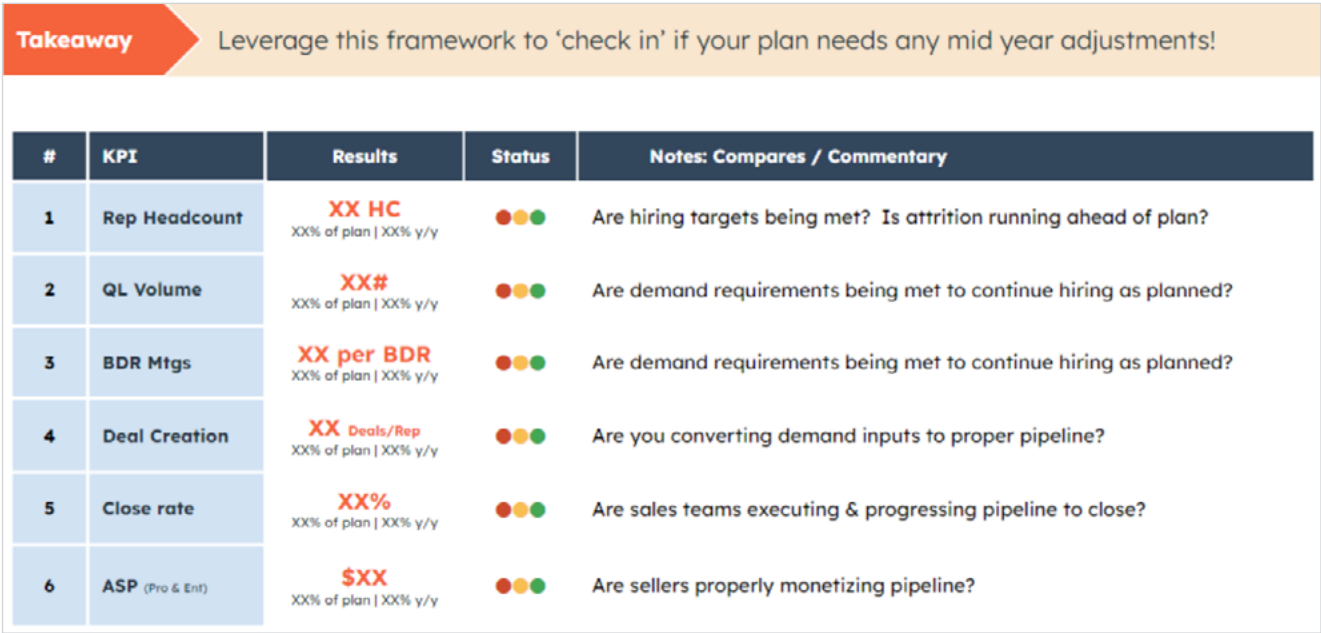 Takeaway
Leverage this framework to ‘check in’ if your plan needs any mid year adjustments!
# KPI Results Status Notes: Compares / Commentary
1 Rep Headcount XX HC Are hiring targets being met? Is attrition running ahead of plan?
XX% of plan | XX% y/y
2 QL Volume XX# Are demand requirements being met to continue hiring as planned?
XX% of plan | XX% y/y
3 BDR Mtgs XX per BDR Are demand requirements being met to continue hiring as planned?
XX% of plan | XX% y/y
4 Deal Creation XX Deals/Rep Are you converting demand inputs to proper pipeline?
XX% of plan | XX% y/y
5 Close rate XX% Are sales teams executing & progressing pipeline to close?
XX% of plan | XX% y/y
6 ASP (Pro & Ent) $XX Are sellers properly monetizing pipeline?
XX% of plan | XX% y/y